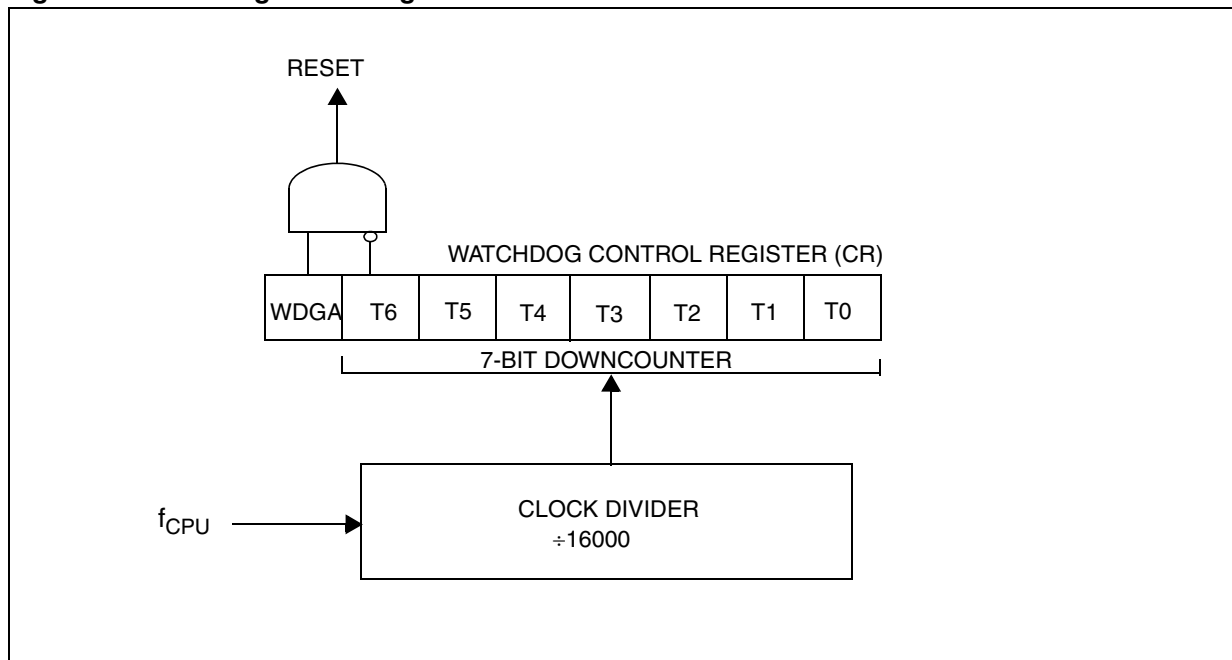 RESET
WATCHDOG CONTROL REGISTER (CR)
WDGA T6 T5 T4 T3 T2 T1 T0
7-BIT DOWNCOUNTER
fCPU
CLOCK DIVIDER
÷16000